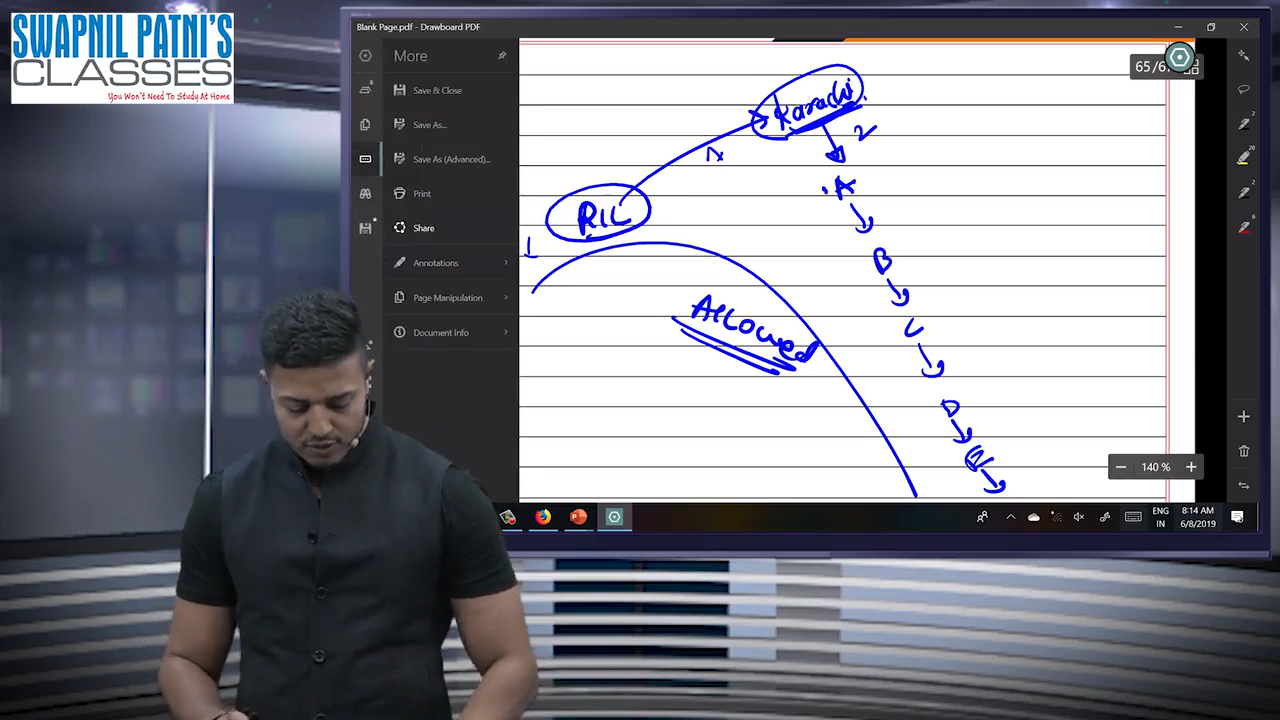 SWAPNIL PATNI'S
CLASSES
You Won't Need To Study At Home
Blank Page.pdf - Drawboard PDF
More
Save & Close
Save As...
Save As (Advanced)...
Print
Share
Annotations
Page Manipulation
Document Info
65/6
Karachi
1
2
A
RIL
B
Allowed
D
140 %
ENG
IN
8:14 AM
6/8/2019